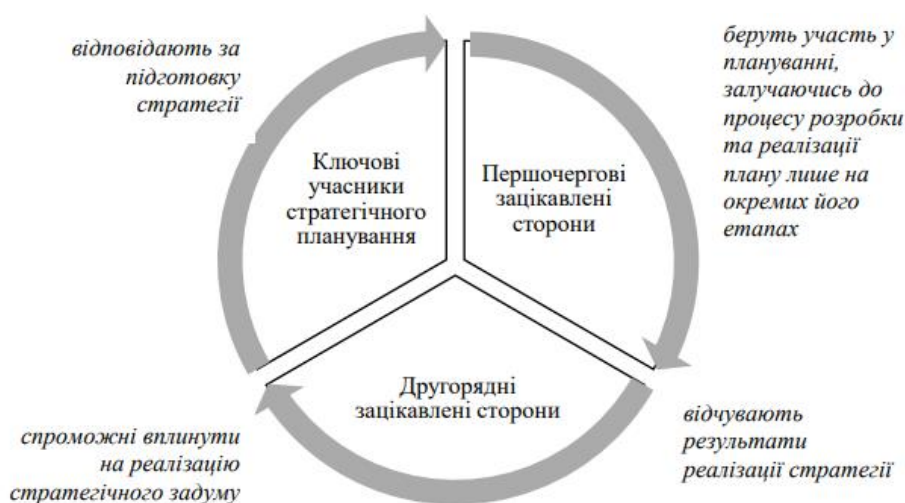 відповідають за
підготовку
стратегії
беруть участь у
плануванні,
залучаючись до
процесу розробки
та реалізації
плану лише на
окремих його
етапах
Ключові
учасники
стратегічного
планування
Першочергові
зацікавлені
сторони
Другорядні
зацікавлені сторони
спроможні вплинути
на реалізацію
стратегічного задуму
відчувають
результати
реалізації стратегії